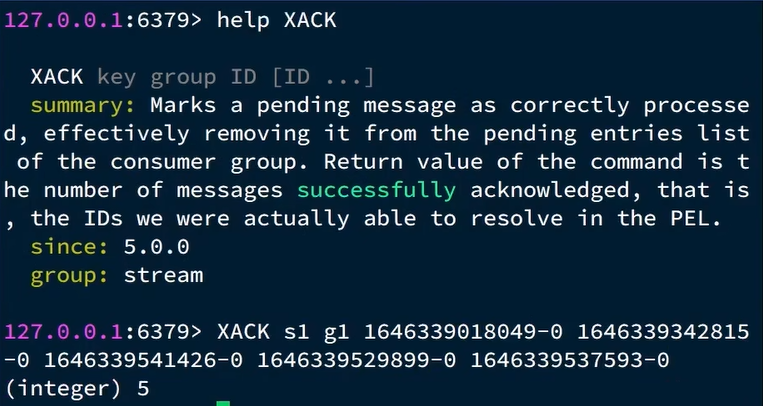 127.0.0.1:6379> help XACK
XACK key group ID [ID ...]
summary: Marks a pending message as correctly processe
d, effectively removing it from the pending entries list
of the consumer group. Return value of the command is t
he number of messages successfully acknowledged, that is
, the IDs we were actually able to resolve in the PEL.
since: 5.0.0
group: stream
127.0.0.1:6379> XACK s1 g1 1646339018049-0 1646339342815
-0 1646339541426-0 1646339529899-0 1646339537593-0
(integer) 5